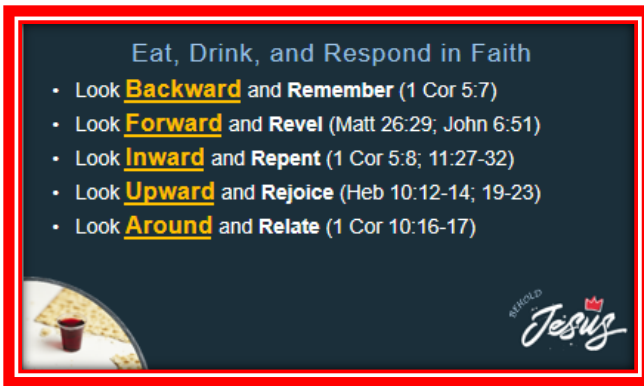 Eat, Drink, and Respond in Faith
• Look Backward and Remember (1 Cor 5:7)
• Look Forward and Revel (Matt 26:29; John 6:51)
• Look Inward and Repent (1 Cor 5:8; 11:27-32)
• Look Upward and Rejoice (Heb 10:12-14; 19-23)
• Look Around and Relate (1 Cor 10:16-17)
BEHOLD
Jesus